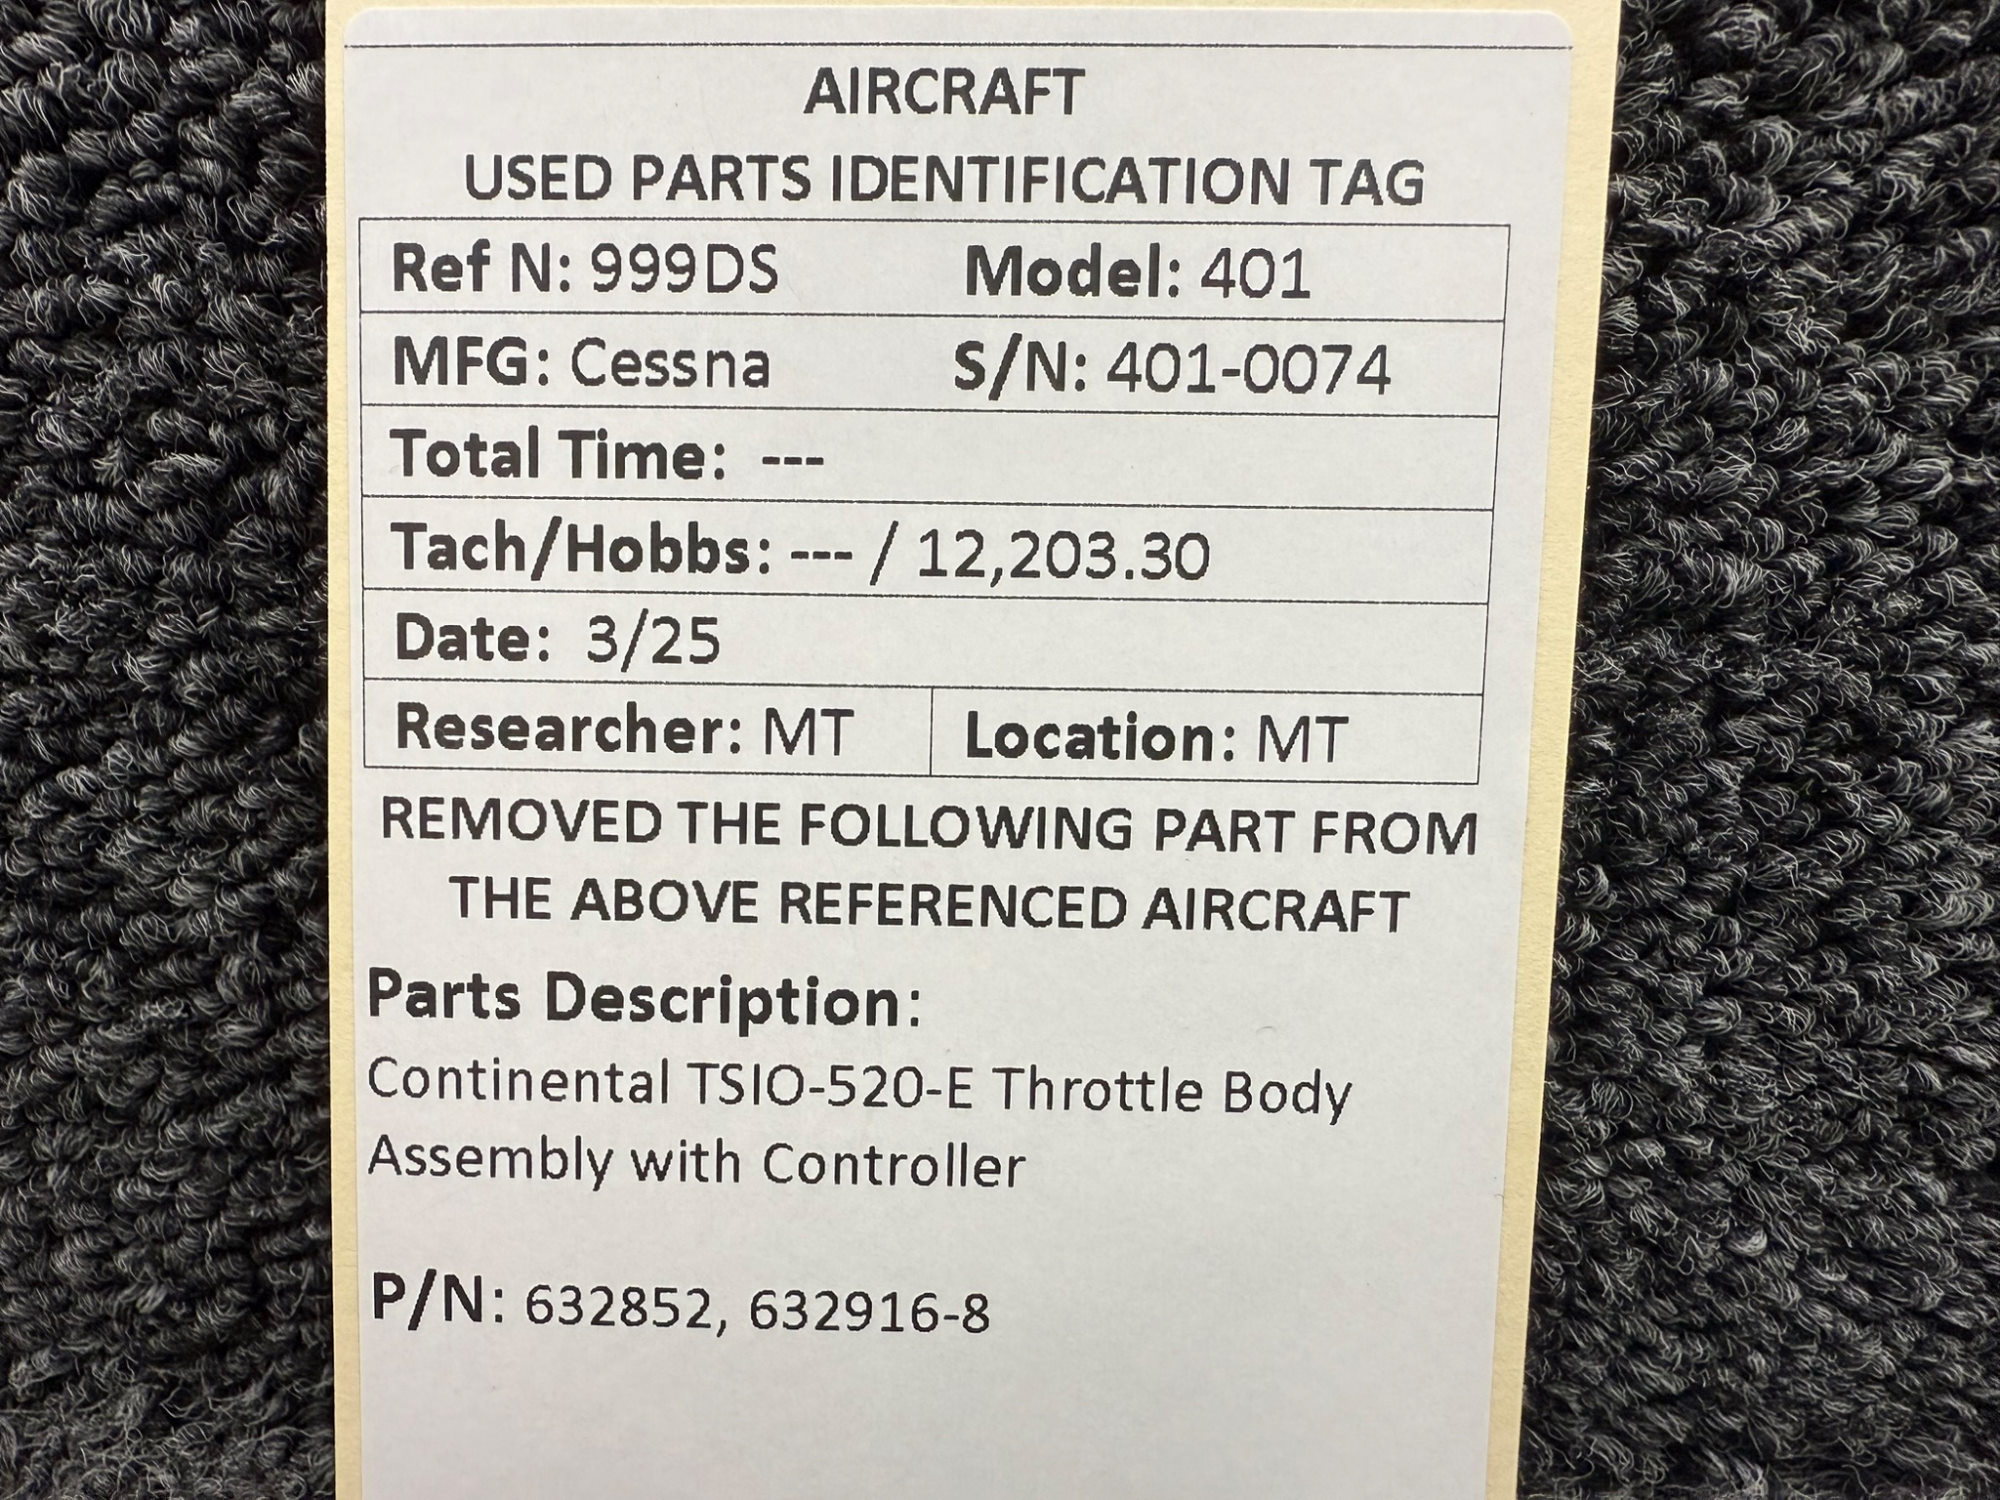 AIRCRAFT
USED PARTS IDENTIFICATION TAG
Ref N: 999DS Model: 401
MFG: Cessna S/N: 401-0074
Total Time: ---
Tach/Hobbs: --- / 12,203.30
Date: 3/25
Researcher: MT Location: MT
REMOVED THE FOLLOWING PART FROM
THE ABOVE REFERENCED AIRCRAFT
Parts Description:
Continental TSIO-520-E Throttle Body
Assembly with Controller
P/N: 632852, 632916-8